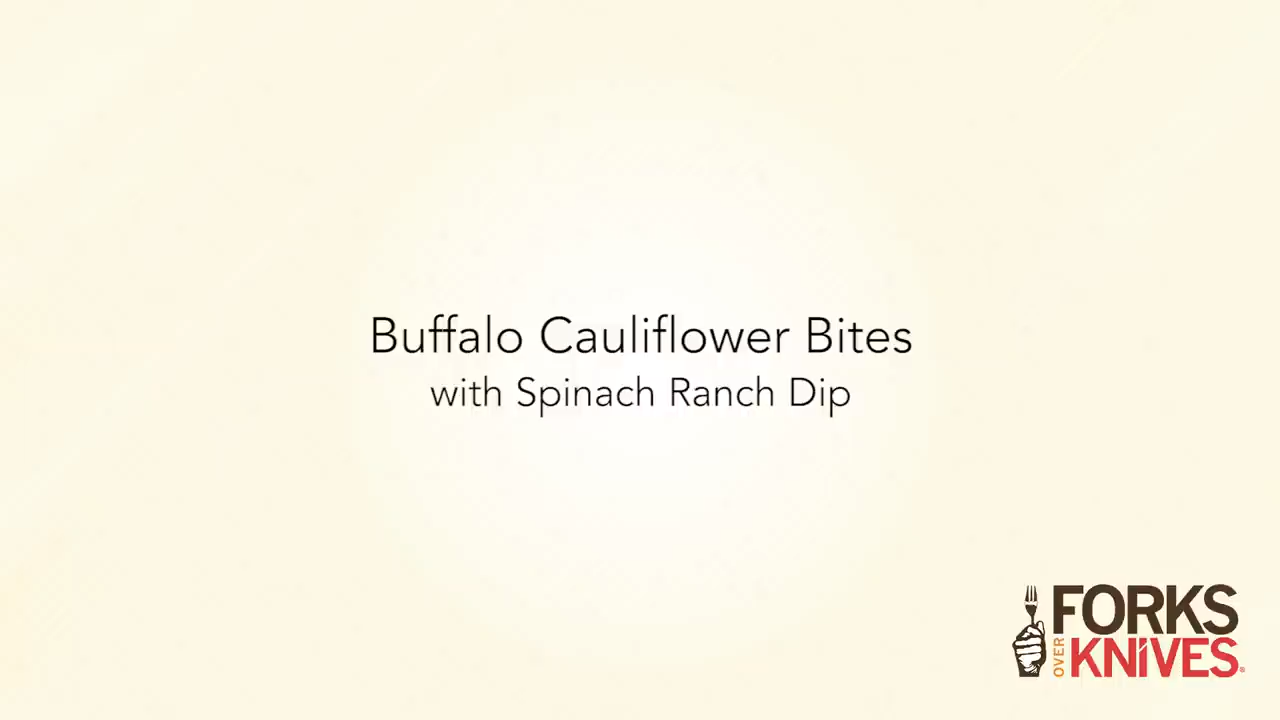 Buffalo Cauliflower Bites
with Spinach Ranch Dip
FORKS
OVER
KNIVES®